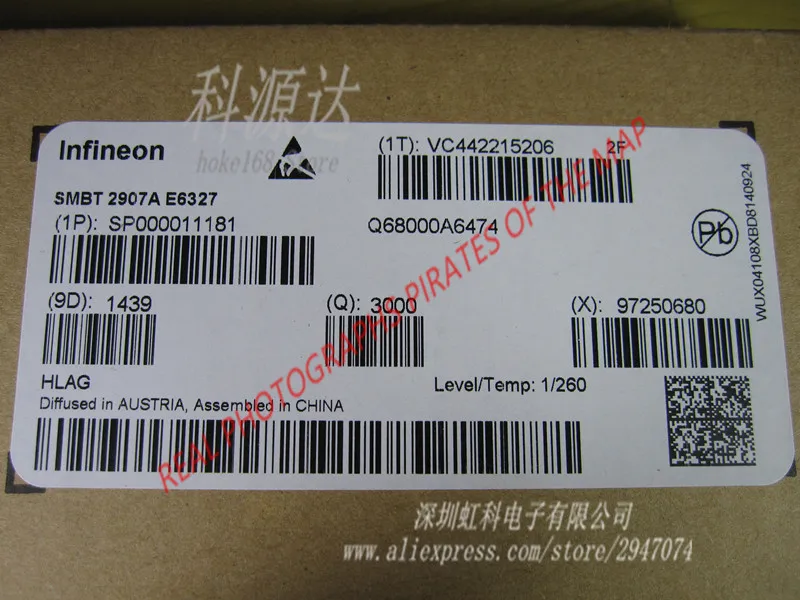 科源达
hoke168 Store
Infineon
(1T): VC442215206 2F
SMBT 2907A E6327
(1P): SP000011181
Q68000A6474
Pb
WUX04108XBD8140924
(9D): 1439
(Q): 3000
(X): 97250680
HLAG
Level/Temp: 1/260
Diffused in AUSTRIA, Assembled in CHINA
REAL PHOTOGRAPHS PIRATES OF THE MAP
深圳虹科电子有限公司
www.aliexpress.com/store/2947074